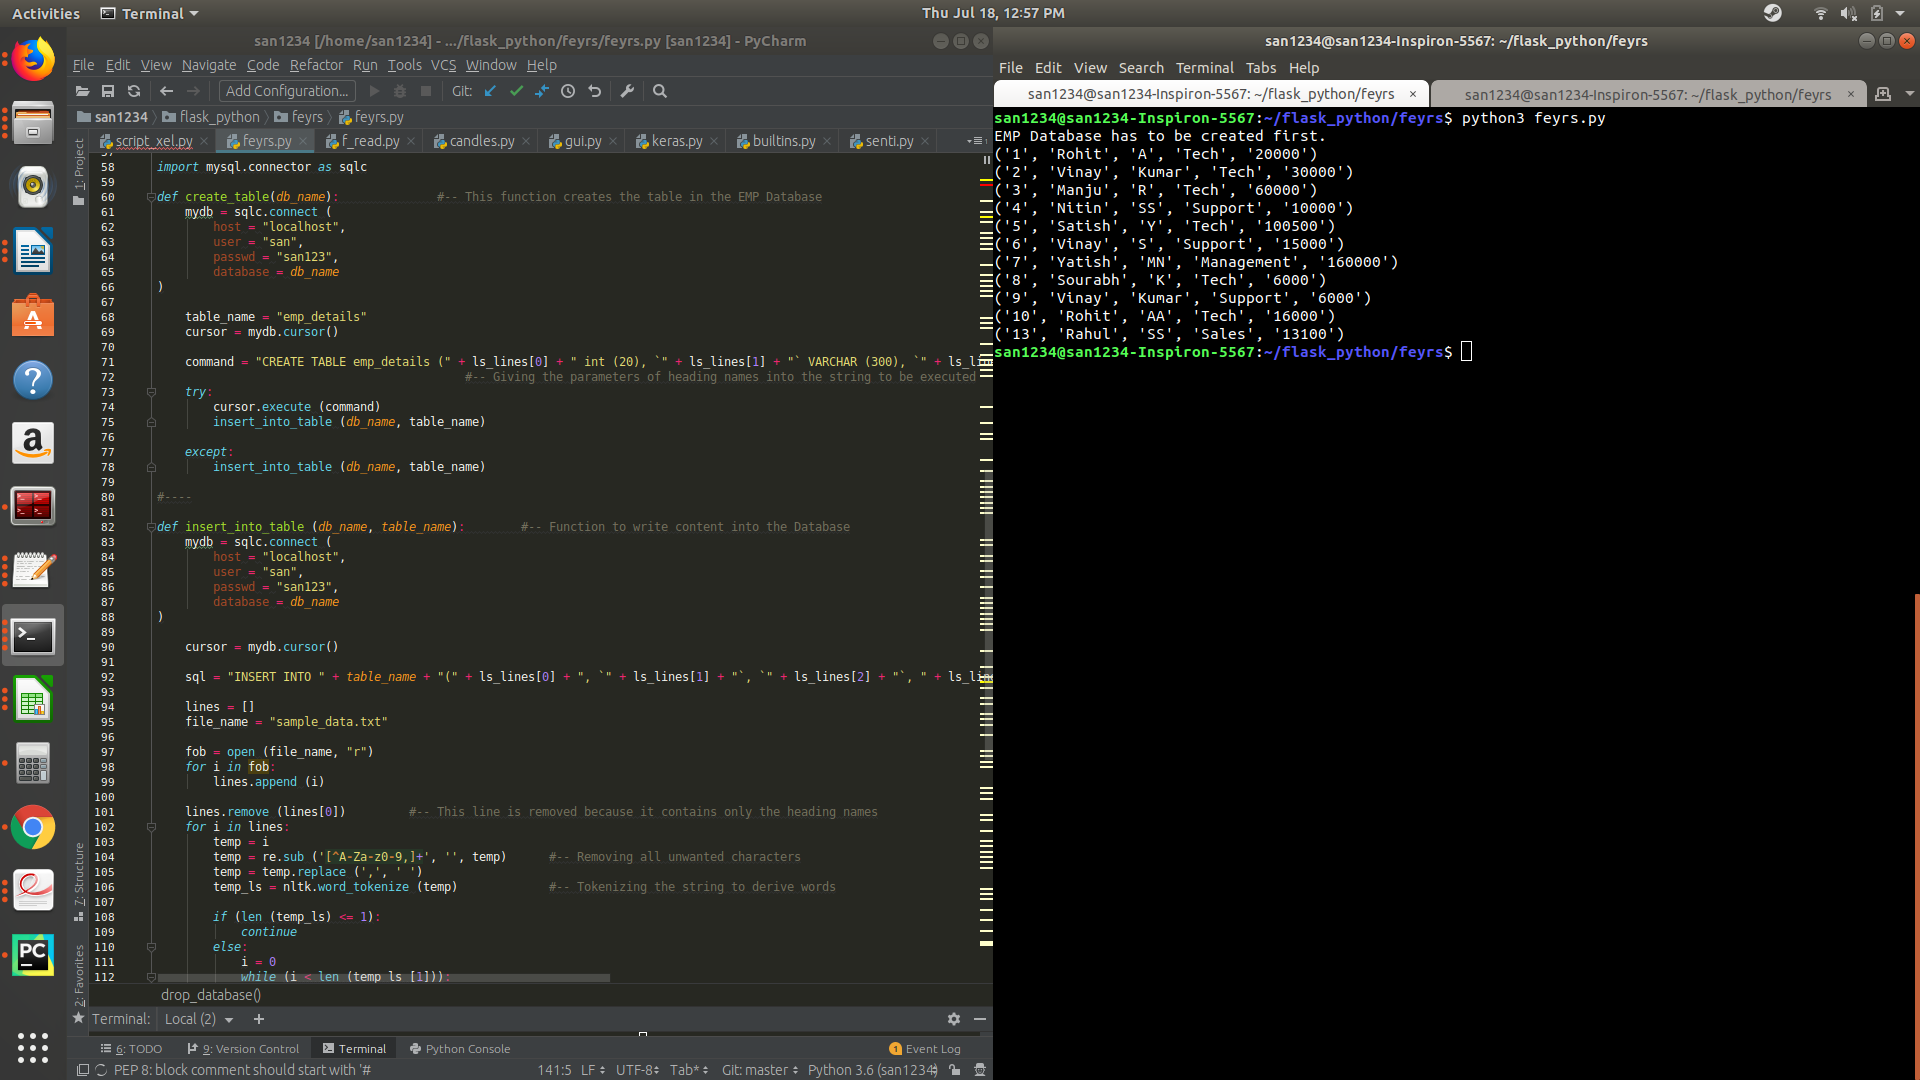 Activities Terminal Thu Jul 18, 12:57 PM
san1234 [/home/san1234] - .../flask_python/feyrs/feyrs.py [san1234] - PyCharm
File Edit View Navigate Code Refactor Run Tools VCS Window Help
Add Configuration... Git:
san1234 flask_python feyrs feyrs.py
script_xel.py feyrs.py f_read.py candles.py gui.py keras.py builtins.py senti.py
1: Project
7: Structure
2: Favorites
57
58 import mysql.connector as sqlc
59
60 def create_table(db_name): #-- This function creates the table in the EMP Database
61 mydb = sqlc.connect (
62 host = "localhost",
63 user = "san",
64 passwd = "san123",
65 database = db_name
66 )
67
68 table_name = "emp_details"
69 cursor = mydb.cursor()
70
71 command = "CREATE TABLE emp_details (" + ls_lines[0] + " int (20), `" + ls_lines[1] + "` VARCHAR (300), `" + ls_lin
72 #-- Giving the parameters of heading names into the string to be executed
73 try:
74 cursor.execute (command)
75 insert_into_table (db_name, table_name)
76
77 except:
78 insert_into_table (db_name, table_name)
79
80 #----
81
82 def insert_into_table (db_name, table_name): #-- Function to write content into the Database
83 mydb = sqlc.connect (
84 host = "localhost",
85 user = "san",
86 passwd = "san123",
87 database = db_name
88 )
89
90 cursor = mydb.cursor()
91
92 sql = "INSERT INTO " + table_name + "(" + ls_lines[0] + ", `" + ls_lines[1] + "`, `" + ls_lines[2] + "`, " + ls_lin
93
94 lines = []
95 file_name = "sample_data.txt"
96
97 fob = open (file_name, "r")
98 for i in fob:
99 lines.append (i)
100
101 lines.remove (lines[0]) #-- This line is removed because it contains only the heading names
102 for i in lines:
103 temp = i
104 temp = re.sub ('[^A-Za-z0-9,]+', '', temp) #-- Removing all unwanted characters
105 temp = temp.replace (',', ' ')
106 temp_ls = nltk.word_tokenize (temp) #-- Tokenizing the string to derive words
107
108 if (len (temp_ls) <= 1):
109 continue
110 else:
111 i = 0
112 while (i < len (temp_ls [1])):
drop_database()
Terminal: Local (2) +
6: TODO 9: Version Control Terminal Python Console 1 Event Log
PEP 8: block comment should start with '# 141:5 LF UTF-8 Tab* Git: master Python 3.6 (san1234)
san1234@san1234-Inspiron-5567: ~/flask_python/feyrs
File Edit View Search Terminal Tabs Help
san1234@san1234-Inspiron-5567: ~/flask_python/feyrs × san1234@san1234-Inspiron-5567: ~/flask_python/feyrs ×
san1234@san1234-Inspiron-5567:~/flask_python/feyrs$ python3 feyrs.py
EMP Database has to be created first.
('1', 'Rohit', 'A', 'Tech', '20000')
('2', 'Vinay', 'Kumar', 'Tech', '30000')
('3', 'Manju', 'R', 'Tech', '60000')
('4', 'Nitin', 'SS', 'Support', '10000')
('5', 'Satish', 'Y', 'Tech', '100500')
('6', 'Vinay', 'S', 'Support', '15000')
('7', 'Yatish', 'MN', 'Management', '160000')
('8', 'Sourabh', 'K', 'Tech', '6000')
('9', 'Vinay', 'Kumar', 'Support', '6000')
('10', 'Rohit', 'AA', 'Tech', '16000')
('13', 'Rahul', 'SS', 'Sales', '13100')
san1234@san1234-Inspiron-5567:~/flask_python/feyrs$